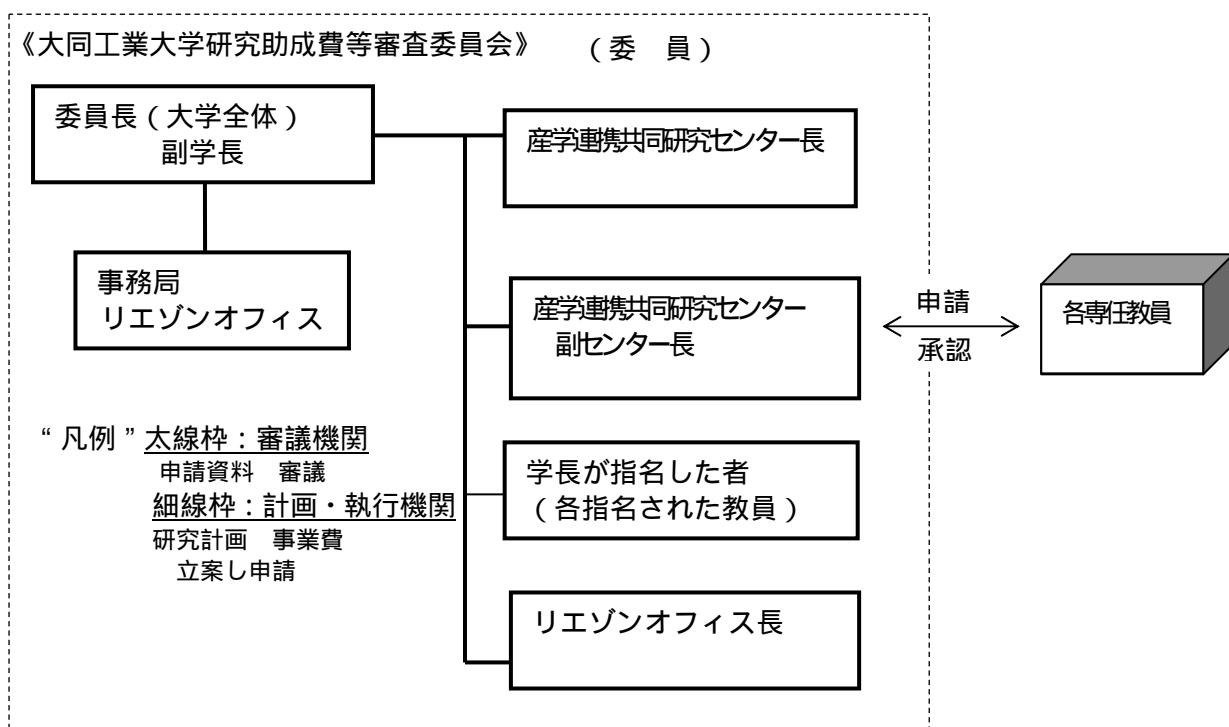 《大同工業大学研究助成費等審査委員会》 （委　員）
委員長（大学全体）
副学長
事務局
リエゾンオフィス
産学連携共同研究センター長
産学連携共同研究センター
副センター長
学長が指名した者
（各指名された教員）
リエゾンオフィス長
申請
承認
各専任教員
“凡例”太線枠：審議機関
申請資料　審議
細線枠：計画・執行機関
研究計画　事業費
立案し申請